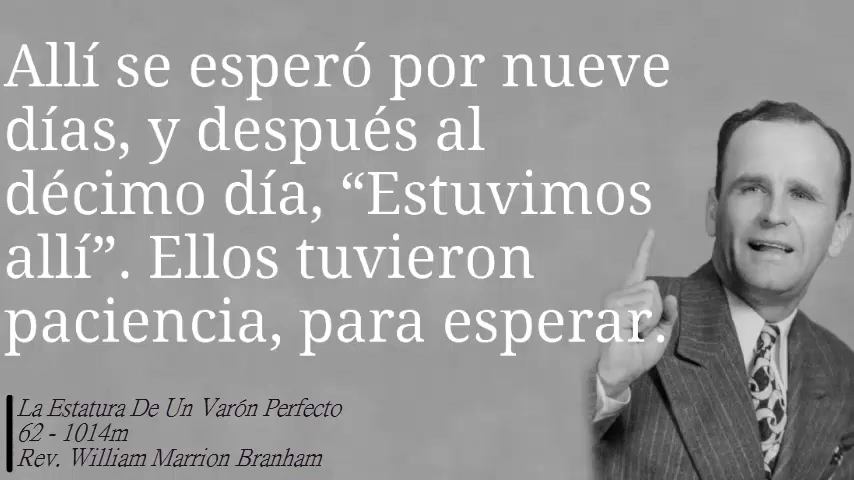 Allí se esperó por nueve
días, y después al
décimo día, “Estuvimos
allí”. Ellos tuvieron
paciencia, para esperar.
La Estatura De Un Varón Perfecto
62 - 1014m
Rev. William Marrion Branham